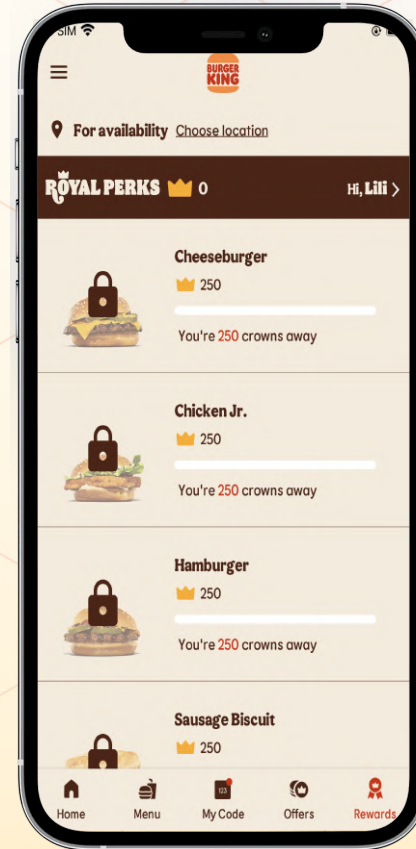 SIM
BURGER
KING
For availability Choose location
ROYAL PERKS 0 Hi, Lili >
Cheeseburger
250
You're 250 crowns away
Chicken Jr.
250
You're 250 crowns away
Hamburger
250
You're 250 crowns away
Sausage Biscuit
250
123
Home Menu My Code Offers Rewards